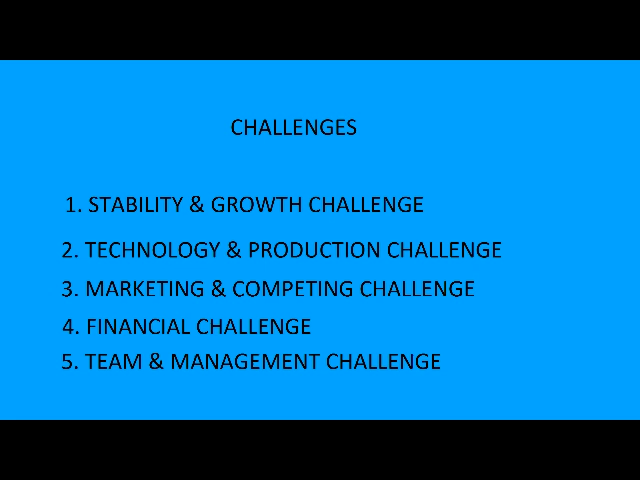 CHALLENGES
1. STABILITY & GROWTH CHALLENGE
2. TECHNOLOGY & PRODUCTION CHALLENGE
3. MARKETING & COMPETING CHALLENGE
4. FINANCIAL CHALLENGE
5. TEAM & MANAGEMENT CHALLENGE